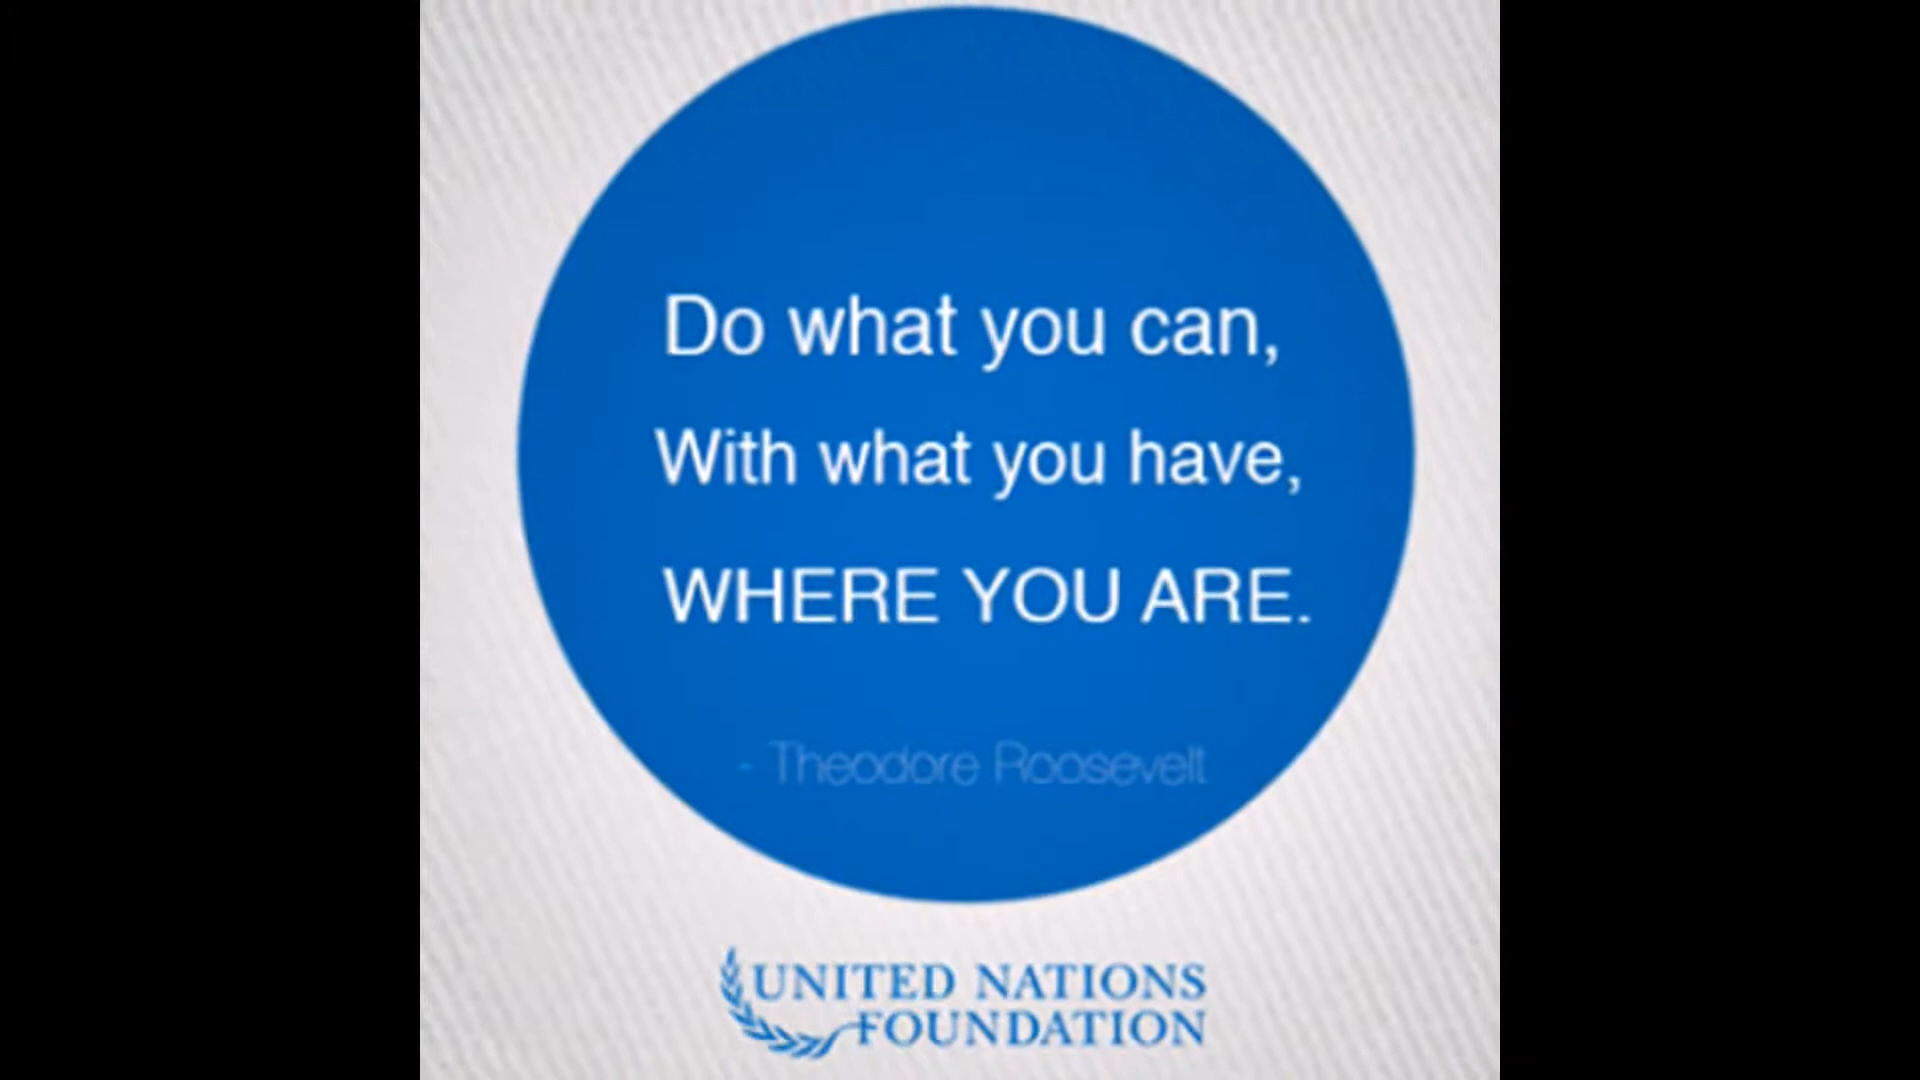 Do what you can,
With what you have,
WHERE YOU ARE.
- Theodore Roosevelt
UNITED NATIONS
FOUNDATION